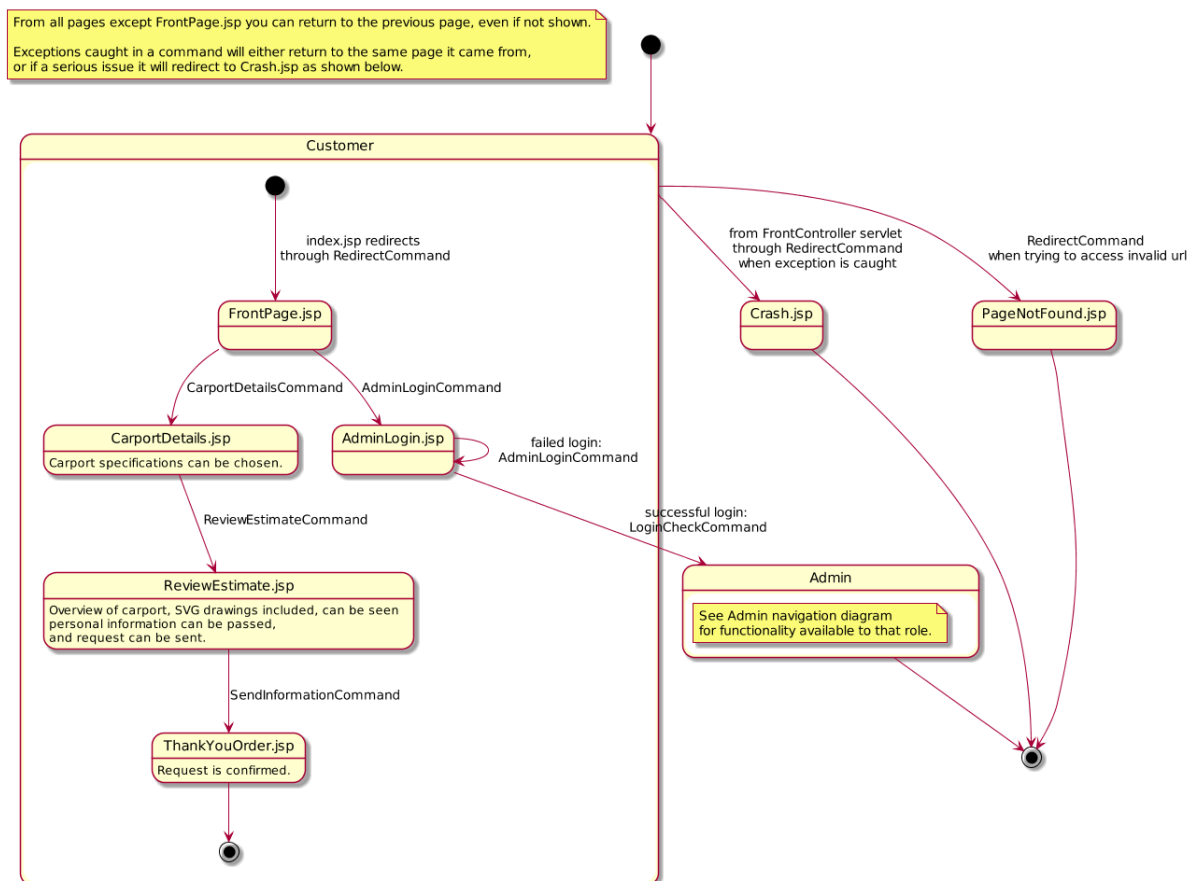 From all pages except FrontPage.jsp you can return to the previous page, even if not shown.
Exceptions caught in a command will either return to the same page it came from,
or if a serious issue it will redirect to Crash.jsp as shown below.
Customer
index.jsp redirects
through RedirectCommand
from FrontController servlet
through RedirectCommand
when exception is caught
RedirectCommand
when trying to access invalid url
FrontPage.jsp
Crash.jsp
PageNotFound.jsp
CarportDetailsCommand
AdminLoginCommand
CarportDetails.jsp
Carport specifications can be chosen.
AdminLogin.jsp
failed login:
AdminLoginCommand
ReviewEstimateCommand
successful login:
LoginCheckCommand
ReviewEstimate.jsp
Overview of carport, SVG drawings included, can be seen
personal information can be passed,
and request can be sent.
Admin
See Admin navigation diagram
for functionality available to that role.
SendInformationCommand
ThankYouOrder.jsp
Request is confirmed.